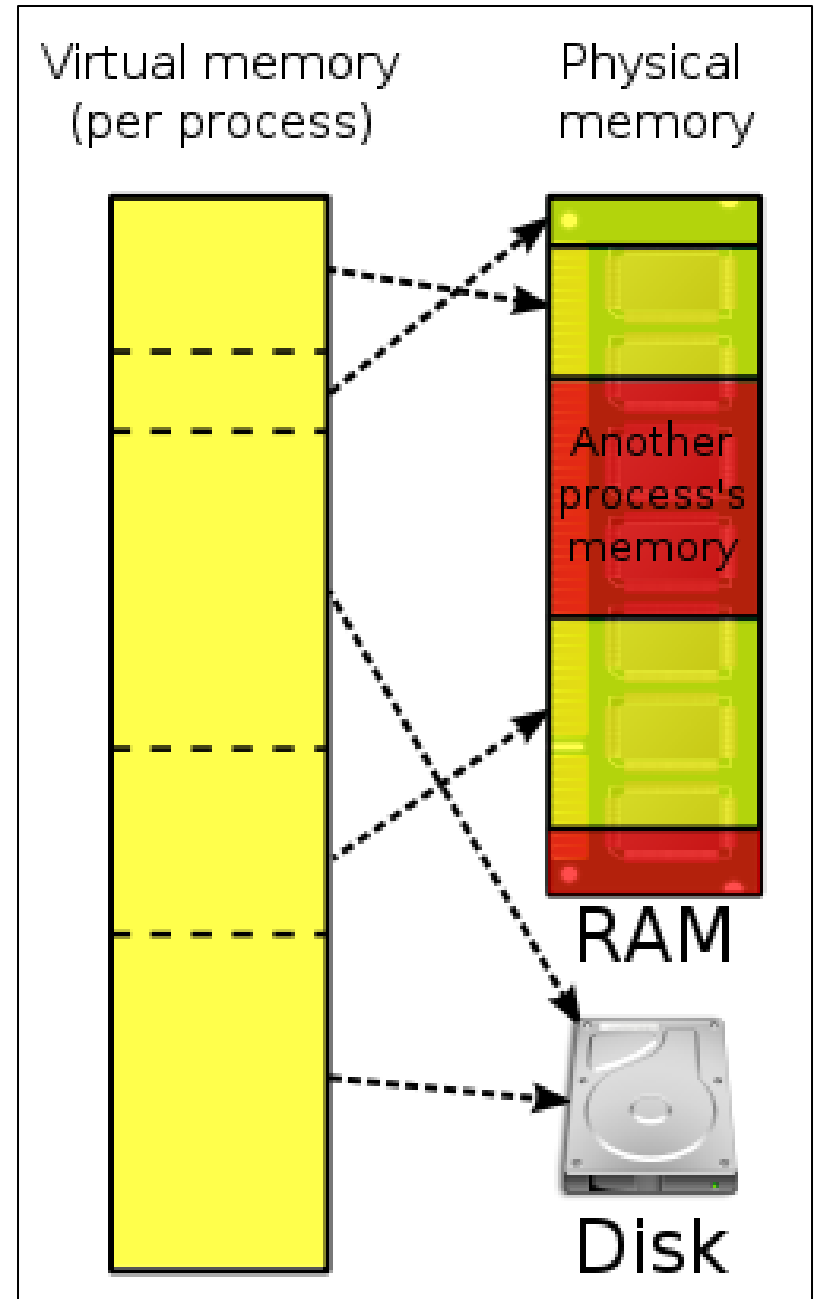 Virtual memory
(per process)
Physical
memory
Another
process's
memory
RAM
Disk